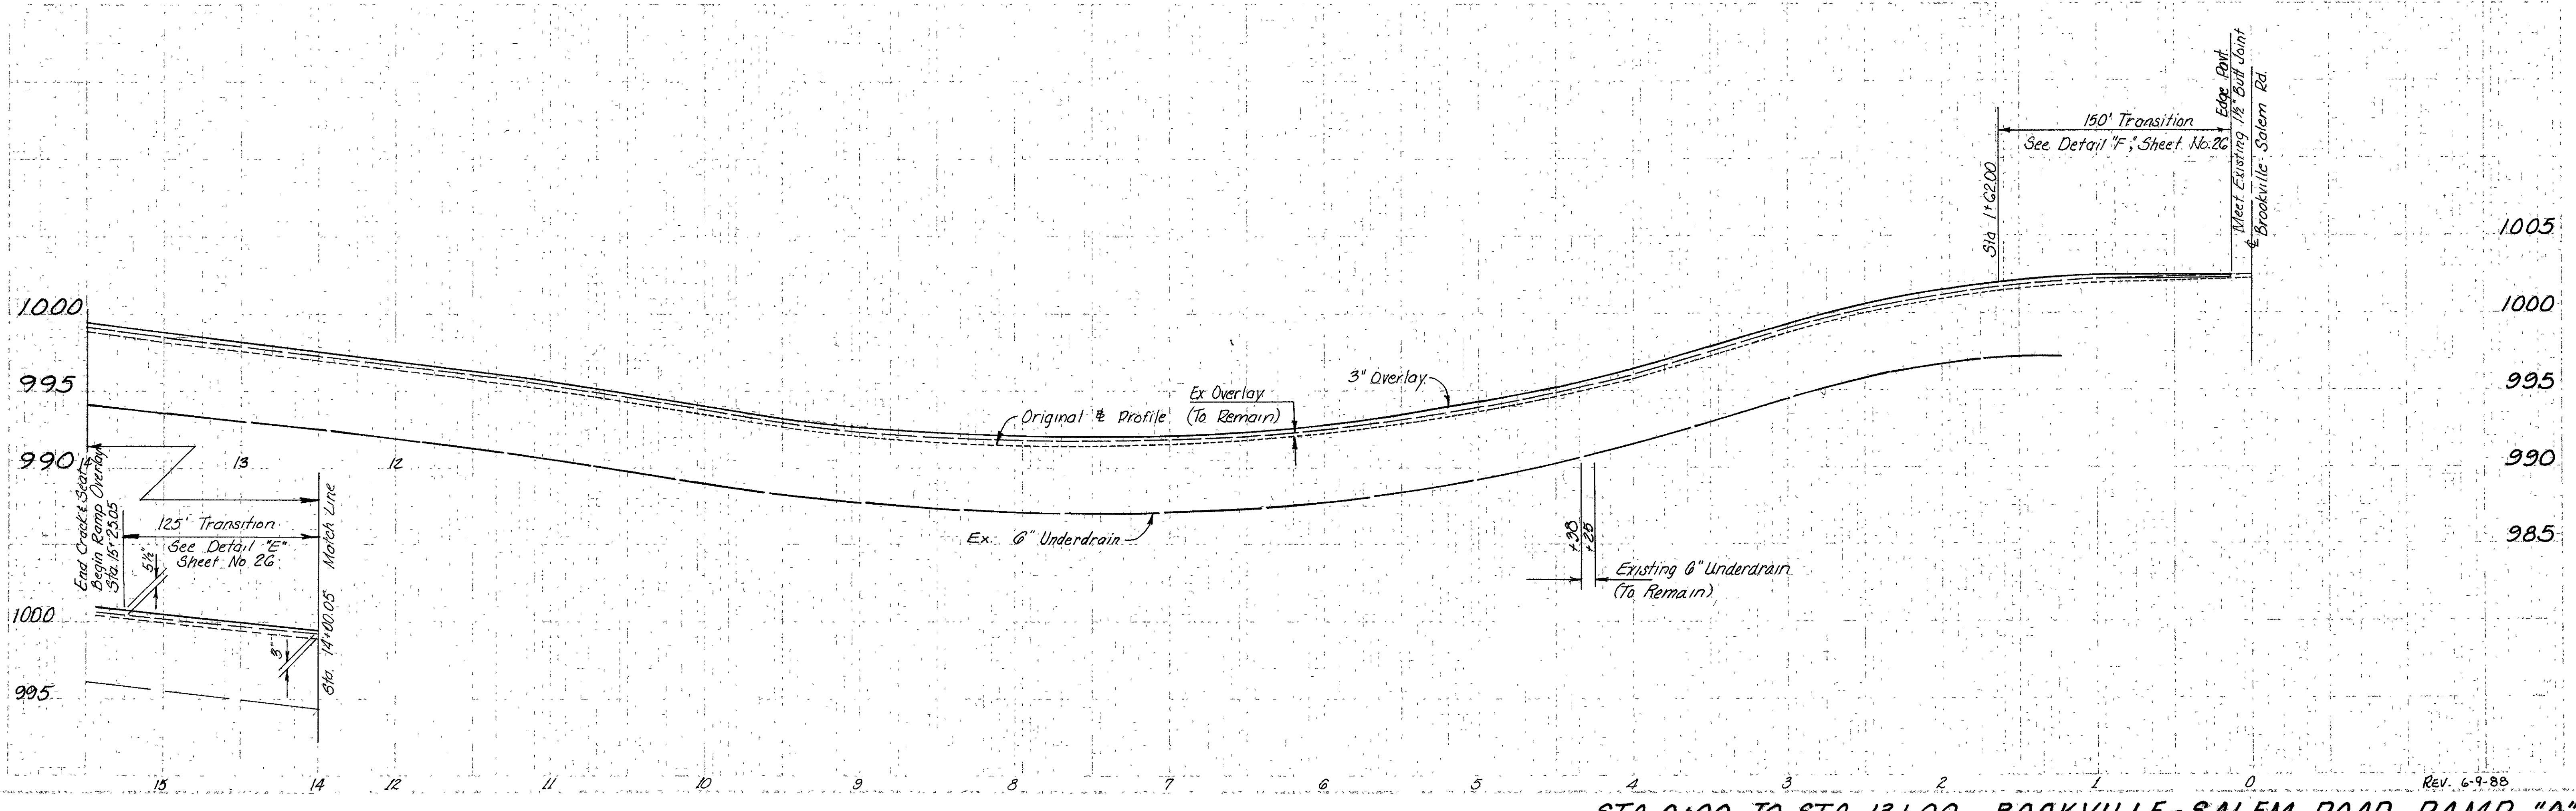 Edge Pavt.
Meet Existing 1½" Butt Joint
℄ Brookville-Salem Rd.
150' Transition
See Detail "F", Sheet No.26
Sta 1+62.00
1005
1000
1000
995
995
3" Overlay
Ex Overlay
(To Remain)
Original ℄ Profile
990
14
13
12
990
End Crack & Seat
Begin Ramp Overlay
Sta. 15+25.05
125' Transition
See Detail "E"
Sheet No 26
Match Line
Sta. 14+00.05
5½"
3"
Ex. 6" Underdrain
+38
+25
Existing 6" Underdrain
(To Remain)
985
1000
995
15
14
12
11
10
9
8
7
6
5
4
3
2
1
0
REV. 6-9-88